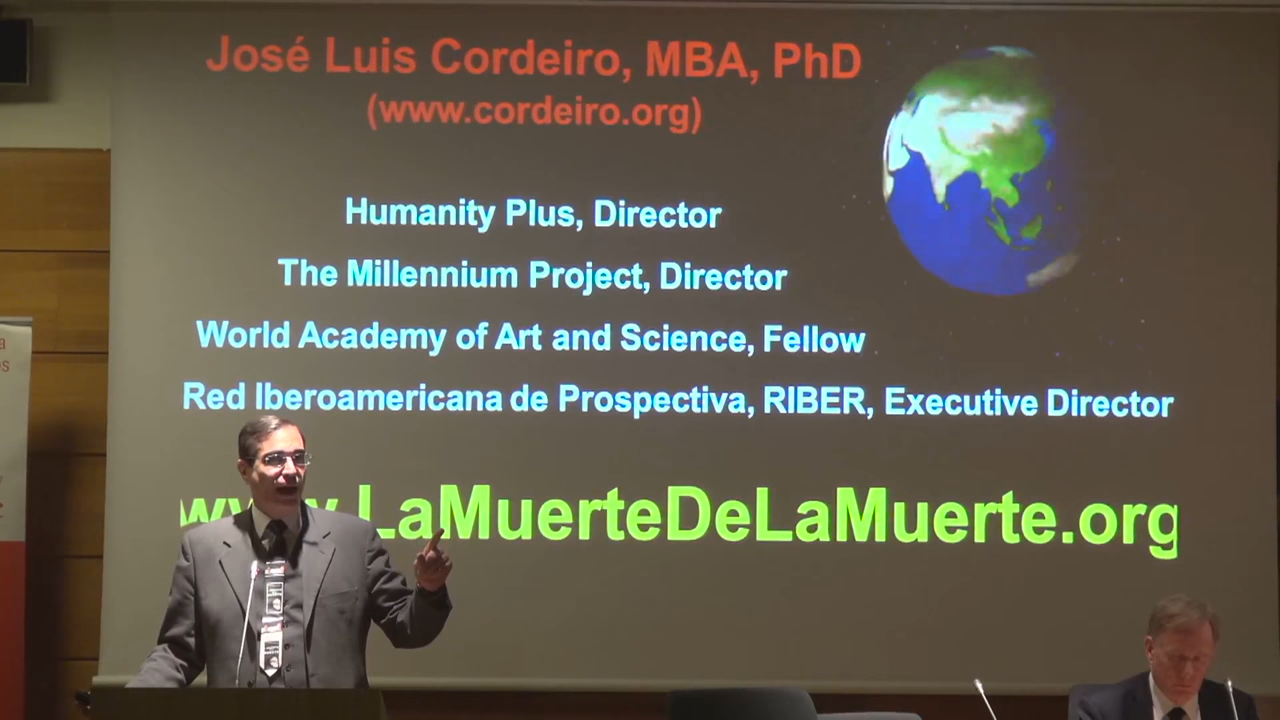 José Luis Cordeiro, MBA, PhD
(www.cordeiro.org)
Humanity Plus, Director
The Millennium Project, Director
World Academy of Art and Science, Fellow
Red Iberoamericana de Prospectiva, RIBER, Executive Director
www.LaMuerteDeLaMuerte.org